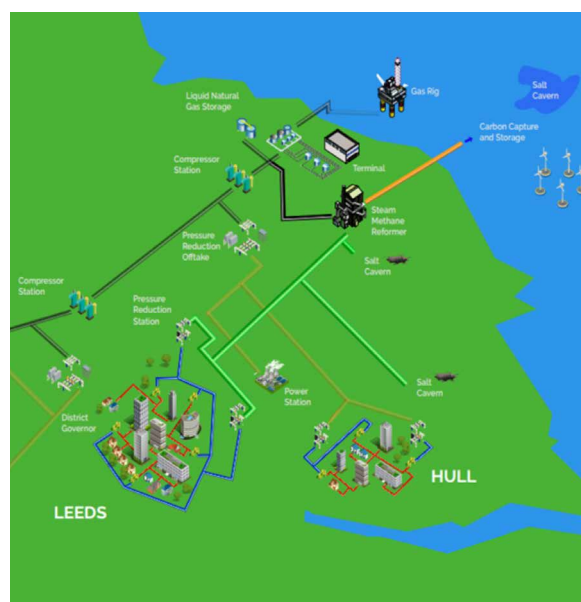 Salt
Cavern
Gas Rig
Liquid Natural
Gas Storage
Carbon Capture
and Storage
Terminal
Compressor
Station
Steam
Methane
Reformer
Pressure
Reduction
Offtake
Salt
Cavern
Compressor
Station
Pressure
Reduction
Station
Power
Station
Salt
Cavern
District
Governor
HULL
LEEDS